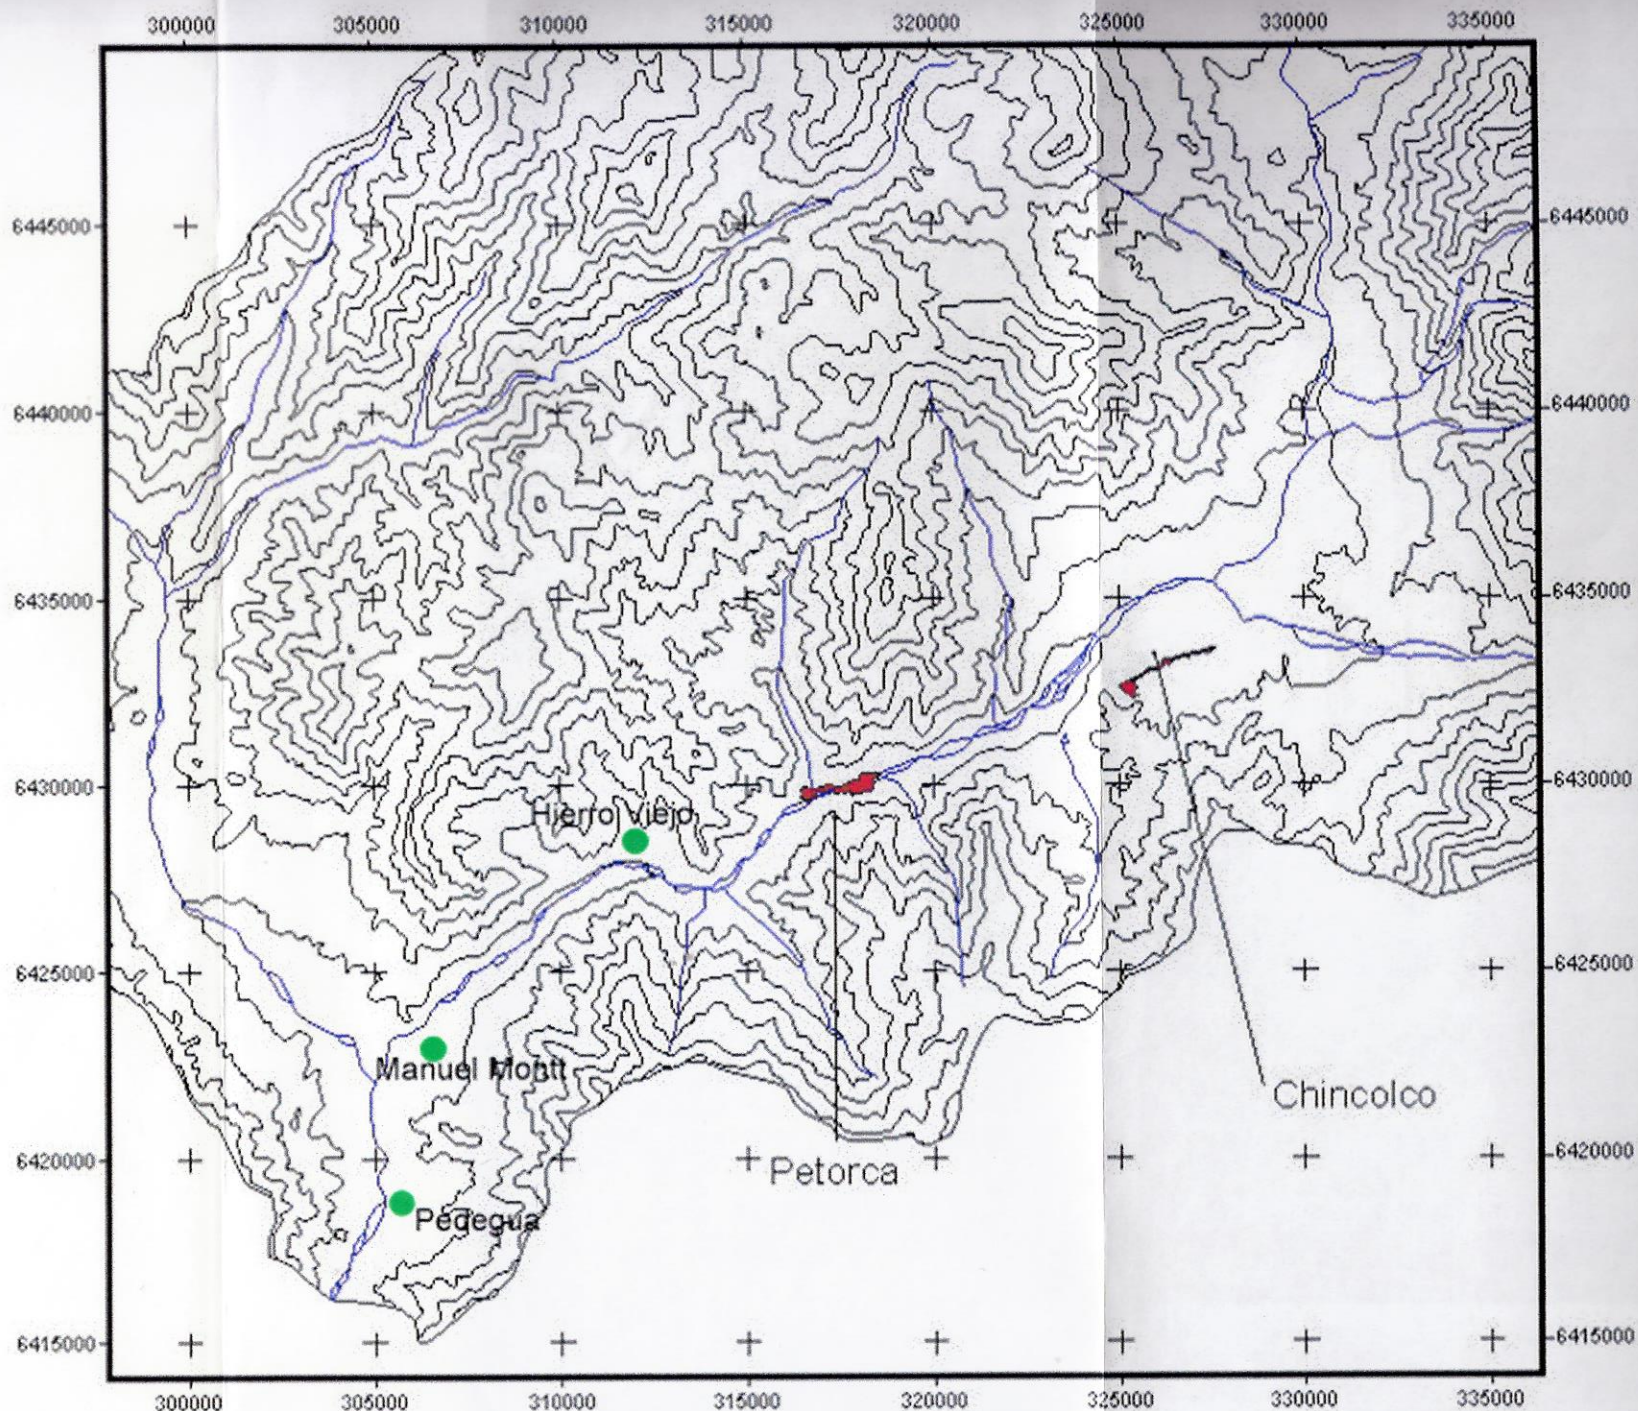 300000 305000 310000 315000 320000 325000 330000 335000
6445000 6445000
6440000 6440000
6435000 6435000
6430000 6430000
Hierro Viejo
6425000 6425000
Manuel Montt
Chincolco
6420000 6420000
Petorca
Pedegua
6415000 6415000
300000 305000 310000 315000 320000 325000 330000 335000